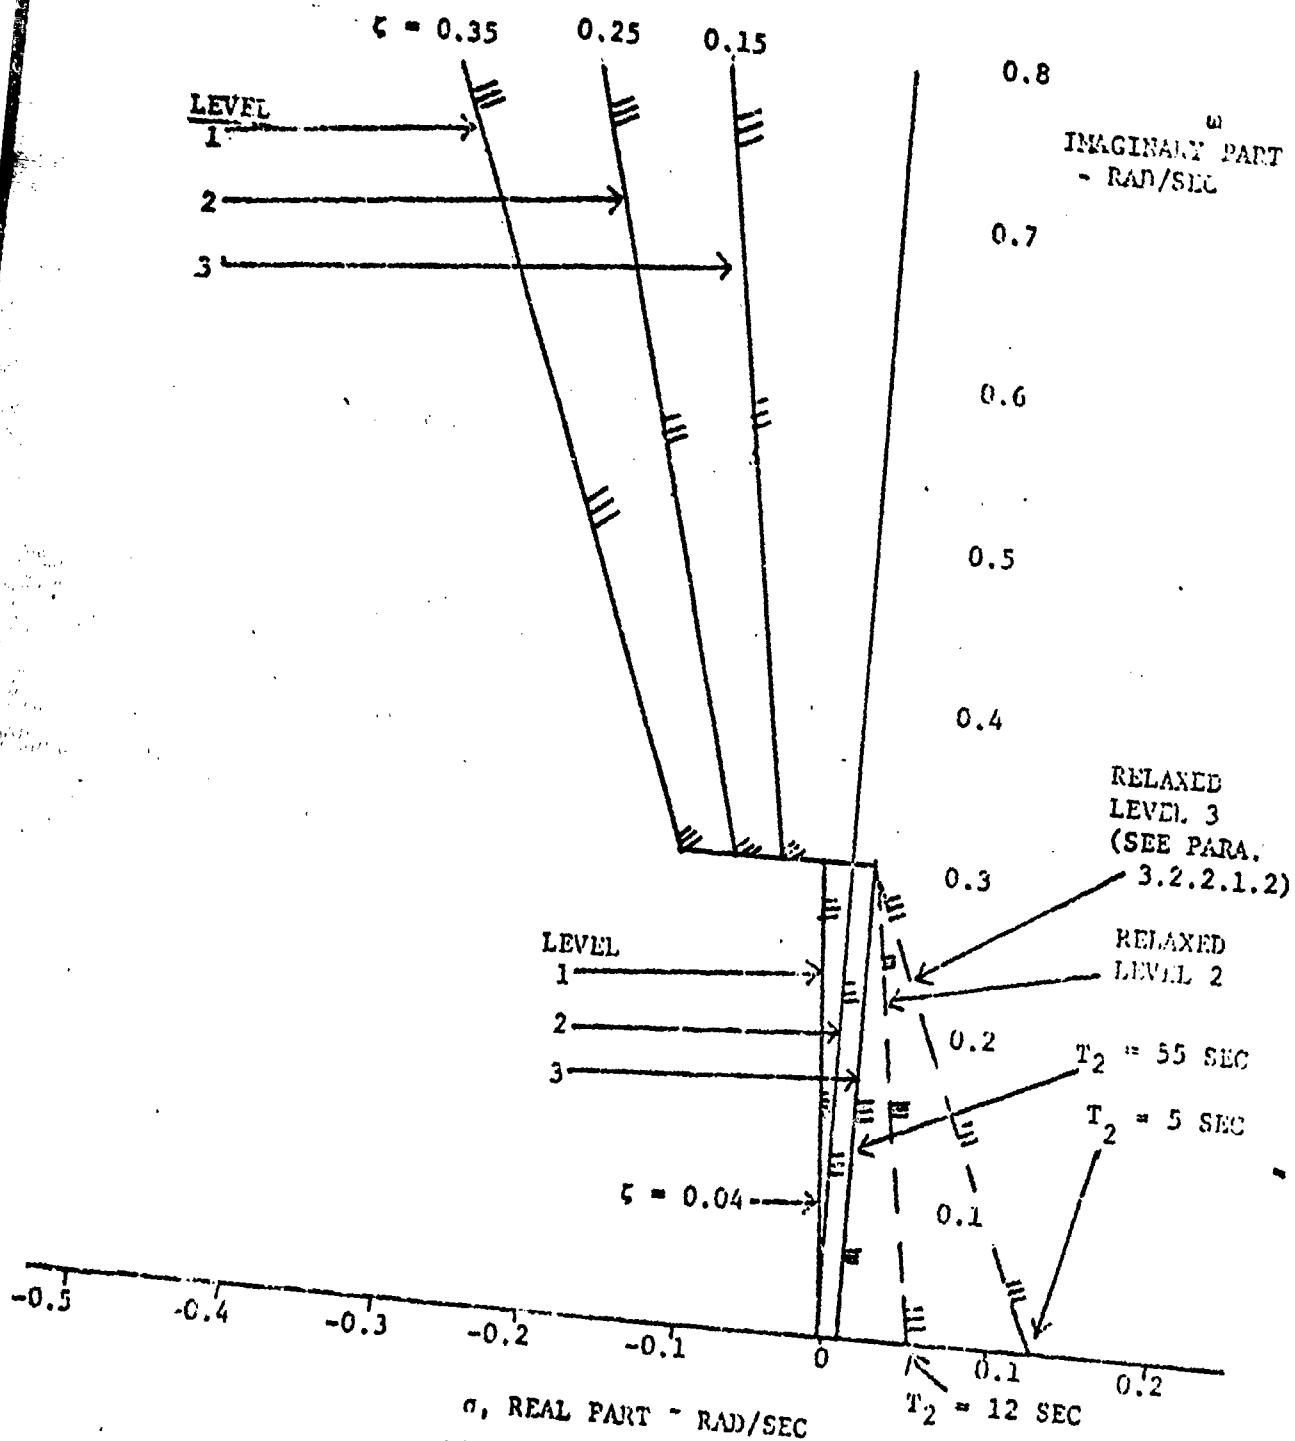 ζ = 0.35 0.25 0.15
0.8
LEVEL
1
2
3
ω
IMAGINARY PART
- RAD/SEC
0.7
0.6
0.5
0.4
RELAXED
LEVEL 3
(SEE PARA.
3.2.2.1.2)
0.3
RELAXED
LEVEL 2
LEVEL
1
2
3
0.2
T2 = 55 SEC
T2 = 5 SEC
ζ = 0.04
0.1
-0.5 -0.4 -0.3 -0.2 -0.1 0 0.1 0.2
T2 = 12 SEC
σ, REAL PART - RAD/SEC